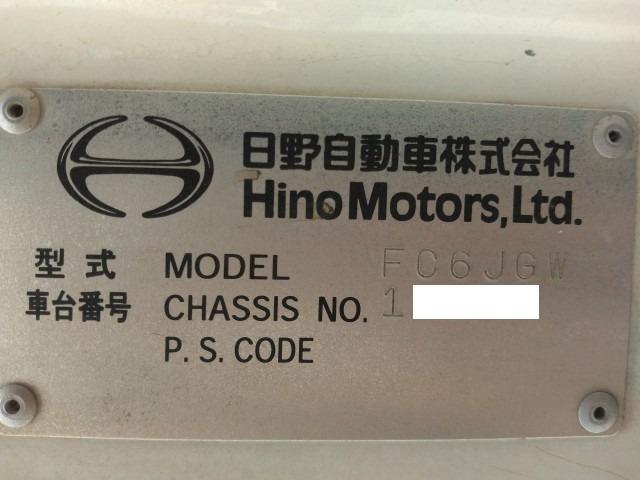 日野自動車株式会社
Hino Motors, Ltd.
型式 MODEL FC6JGW
車台番号 CHASSIS NO. 1
P. S. CODE